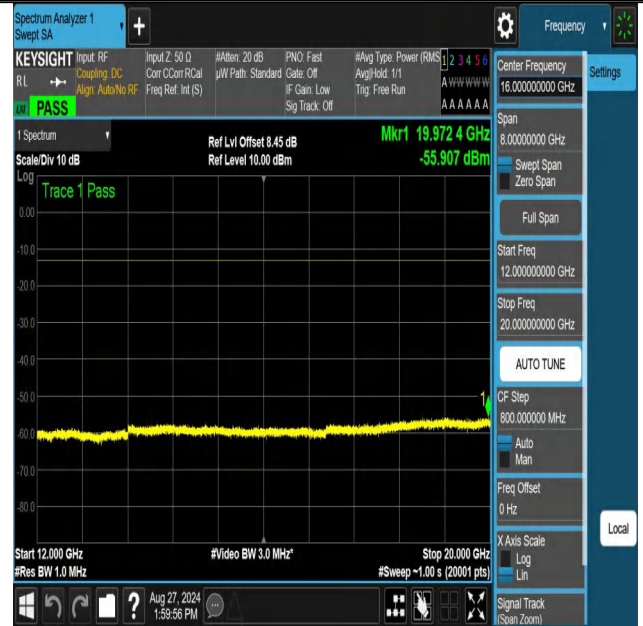 Spectrum Analyzer 1
Swept SA
Frequency
KEYSIGHT
RL
LXI PASS
Input: RF
Coupling: DC
Align: Auto/No RF
Input Z: 50 Ω
Corr CCorr RCal
Freq Ref: Int (S)
#Atten: 20 dB
µW Path: Standard
PNO: Fast
Gate: Off
IF Gain: Low
Sig Track: Off
#Avg Type: Power (RMS
Avg|Hold: 1/1
Trig: Free Run
1 2 3 4 5 6
A W W W W W
A A A A A A
1 Spectrum
Scale/Div 10 dB
Ref Lvl Offset 8.45 dB
Ref Level 10.00 dBm
Mkr1 19.972 4 GHz
-55.907 dBm
Log
Trace 1 Pass
0.00
-10.0
-20.0
-30.0
-40.0
-50.0
-60.0
-70.0
-80.0
1
Start 12.000 GHz
#Res BW 1.0 MHz
#Video BW 3.0 MHz*
Stop 20.000 GHz
#Sweep ~1.00 s (20001 pts)
Aug 27, 2024
1:59:56 PM
Center Frequency
16.000000000 GHz
Span
8.00000000 GHz
Swept Span
Zero Span
Full Span
Start Freq
12.000000000 GHz
Stop Freq
20.000000000 GHz
AUTO TUNE
CF Step
800.000000 MHz
Auto
Man
Freq Offset
0 Hz
X Axis Scale
Log
Lin
Signal Track
(Span Zoom)
Settings
Local